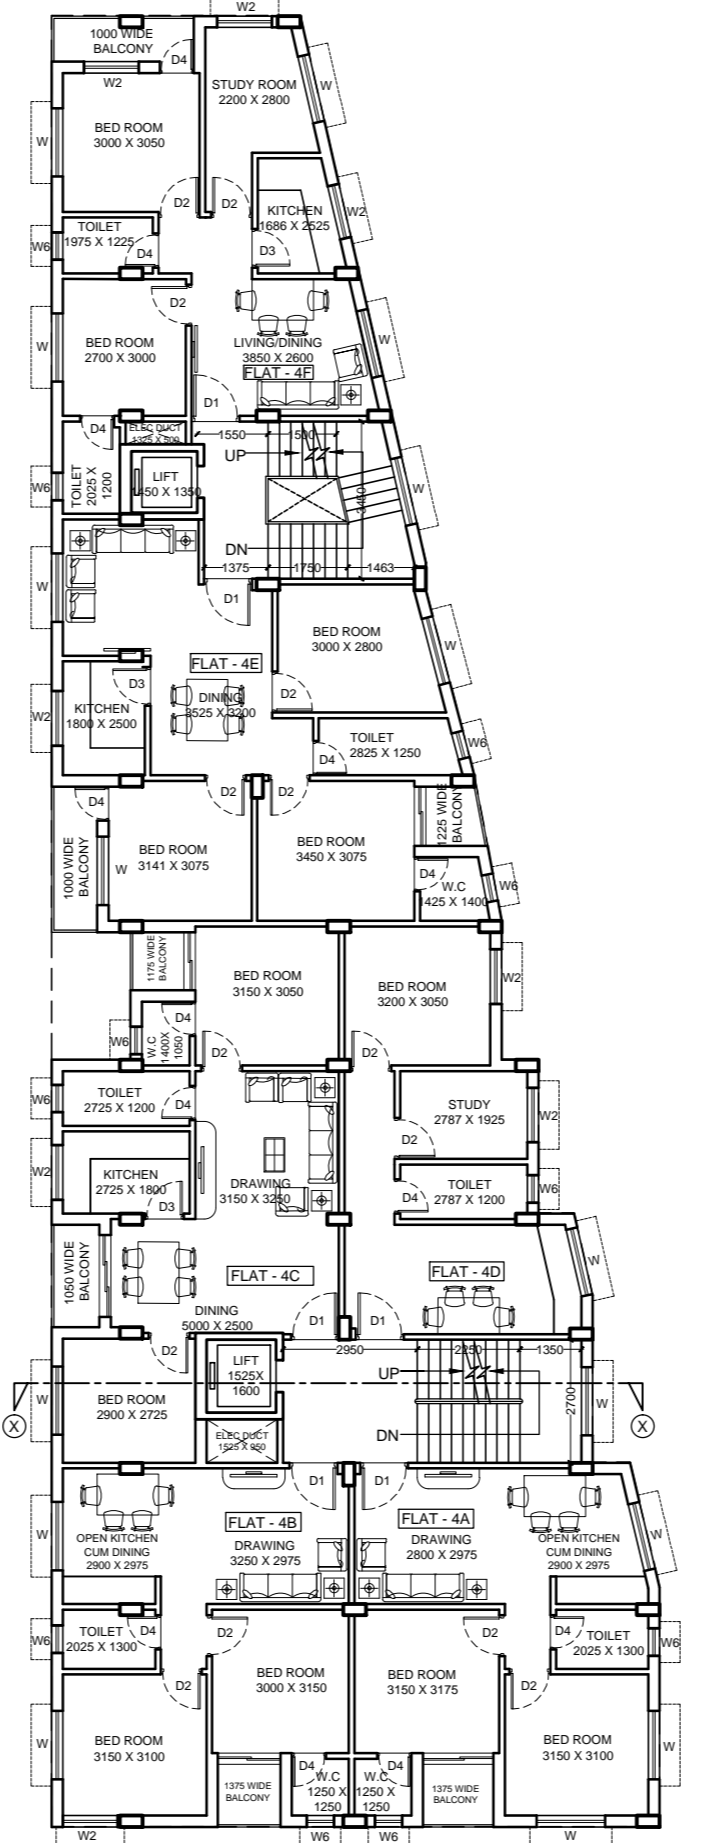 W2
1000 WIDE
BALCONY
D4
W2
STUDY ROOM
2200 X 2800
W
W
BED ROOM
3000 X 3050
D2
D2
KITCHEN
1686 X 2525
W2
TOILET
1975 X 1225
W6
D4
D3
D2
W
BED ROOM
2700 X 3000
LIVING/DINING
3850 X 2600
W
FLAT - 4F
D1
D4
ELEC DUCT
1325 X 500
1550
1500
UP
TOILET
2025 X
1200
W6
LIFT
1450 X 1350
3450
W
DN
1375
1750
1463
W
D1
BED ROOM
3000 X 2800
W
FLAT - 4E
D3
D2
DINING
3525 X 3200
KITCHEN
1800 X 2500
W2
TOILET
2825 X 1250
W6
D4
D2
D2
D4
1225 WIDE
BALCONY
BED ROOM
3141 X 3075
BED ROOM
3450 X 3075
1000 WIDE
BALCONY
W
D4
W.C
1425 X 1400
W6
1175 WIDE
BALCONY
BED ROOM
3150 X 3050
BED ROOM
3200 X 3050
W2
D4
W6
W.C
1400X
1050
D2
D2
TOILET
2725 X 1200
W6
D4
STUDY
2787 X 1925
W2
D2
KITCHEN
2725 X 1800
W2
D3
DRAWING
3150 X 3250
TOILET
2787 X 1200
D4
W6
1050 WIDE
BALCONY
FLAT - 4C
FLAT - 4D
W
DINING
5000 X 2500
D1
D1
D2
2950
2250
1350
LIFT
1525X
1600
UP
X
W
BED ROOM
2900 X 2725
2700
W
X
ELEC DUCT
1525 X 950
DN
D1
D1
W
FLAT - 4B
FLAT - 4A
W
OPEN KITCHEN
CUM DINING
2900 X 2975
DRAWING
3250 X 2975
DRAWING
2800 X 2975
OPEN KITCHEN
CUM DINING
2900 X 2975
W6
TOILET
2025 X 1300
D4
D2
D2
D4
TOILET
2025 X 1300
W6
BED ROOM
3000 X 3150
BED ROOM
3150 X 3175
D2
D2
W
BED ROOM
3150 X 3100
BED ROOM
3150 X 3100
W
D4
D4
1375 WIDE
BALCONY
W.C
1250 X
1250
W.C
1250 X
1250
1375 WIDE
BALCONY
W2
W6
W6
W